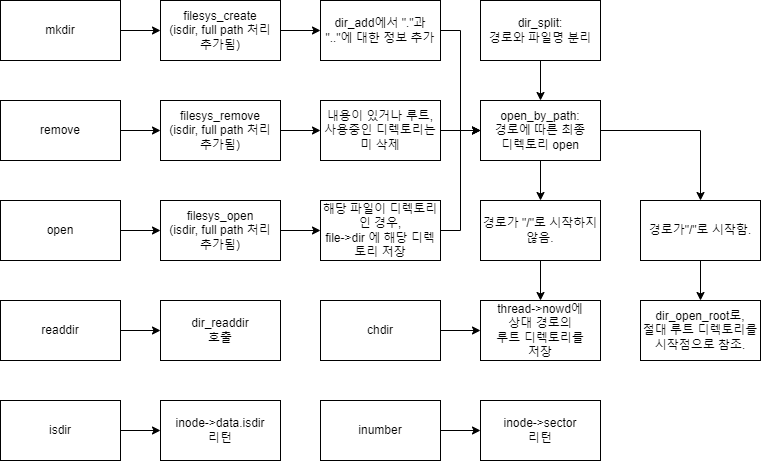 mkdir
filesys_create
(isdir, full path 처리
추가됨)
dir_add에서 "."과
".."에 대한 정보 추가
dir_split:
경로와 파일명 분리
remove
filesys_remove
(isdir, full path 처리
추가됨)
내용이 있거나 루트,
사용중인 디렉토리는
미 삭제
open_by_path:
경로에 따른 최종
디렉토리 open
open
filesys_open
(isdir, full path 처리
추가됨)
해당 파일이 디렉토리
인 경우,
file->dir 에 해당 디렉
토리 저장
경로가 "/"로 시작하지
않음.
경로가"/"로 시작함.
readdir
dir_readdir
호출
chdir
thread->nowd에
상대 경로의
루트 디렉토리를
저장
dir_open_root로,
절대 루트 디렉토리를
시작점으로 참조.
isdir
inode->data.isdir
리턴
inumber
inode->sector
리턴